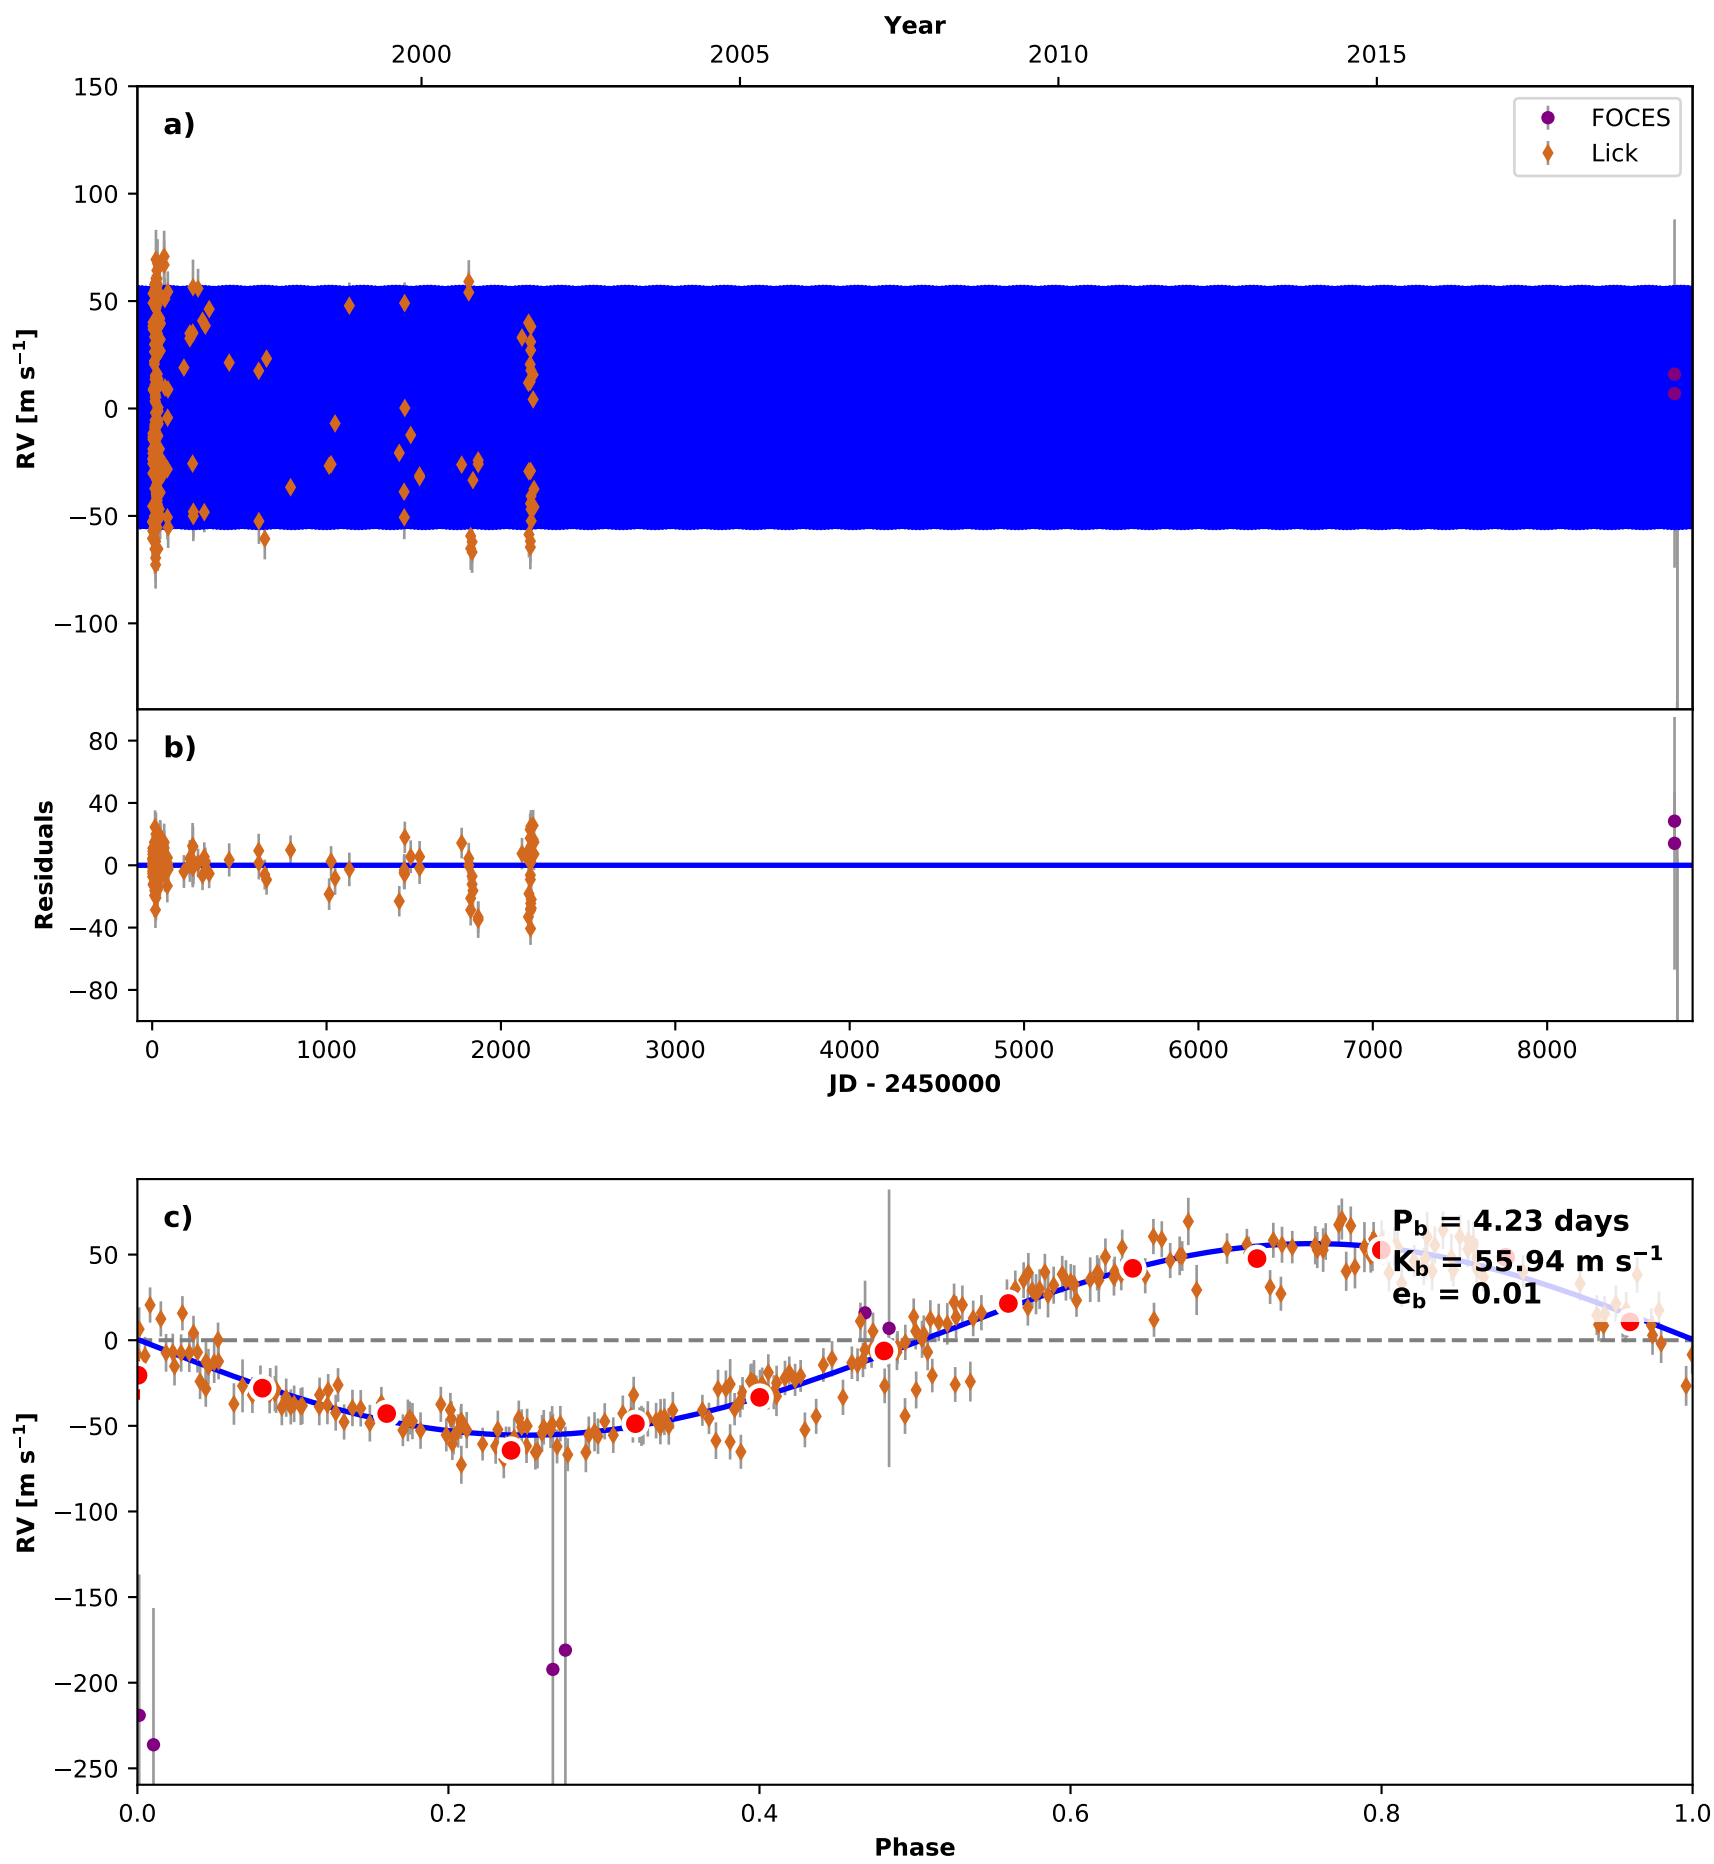 Year
2000 2005 2010 2015
a)
FOCES
Lick
150
100
50
0
−50
−100
RV [m s⁻¹]
b)
80
40
0
−40
−80
Residuals
0 1000 2000 3000 4000 5000 6000 7000 8000
JD - 2450000
c)
P_b = 4.23 days
K_b = 55.94 m s⁻¹
e_b = 0.01
50
0
−50
−100
−150
−200
−250
RV [m s⁻¹]
0.0 0.2 0.4 0.6 0.8 1.0
Phase